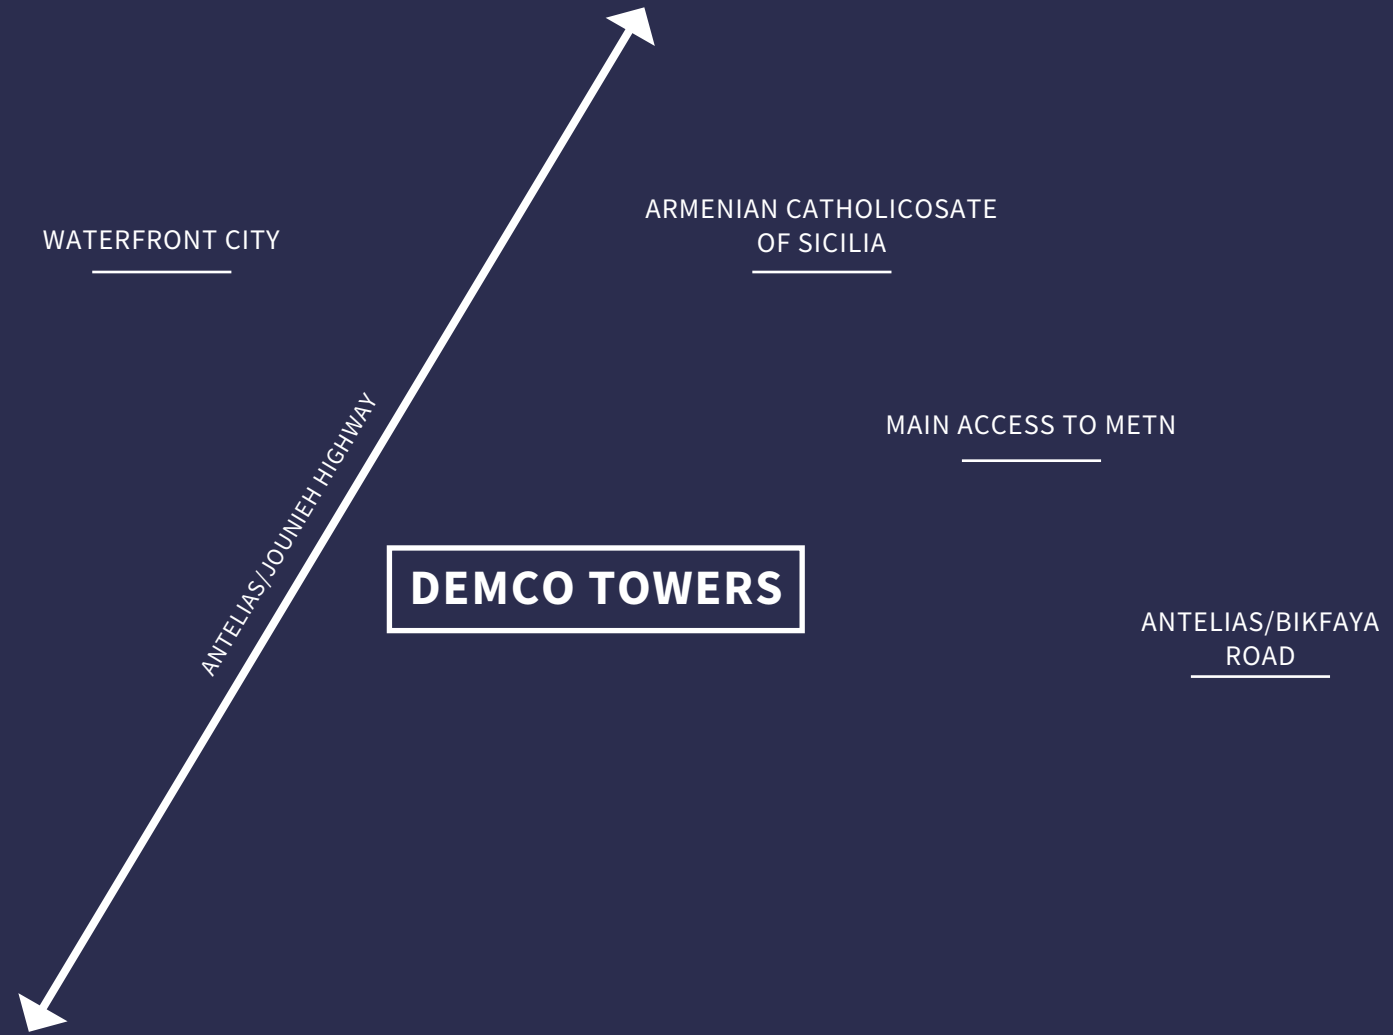 ARMENIAN CATHOLICOSATE
OF SICILIA
WATERFRONT CITY
ANTELIAS/JOUNIEH HIGHWAY
MAIN ACCESS TO METN
DEMCO TOWERS
ANTELIAS/BIKFAYA
ROAD